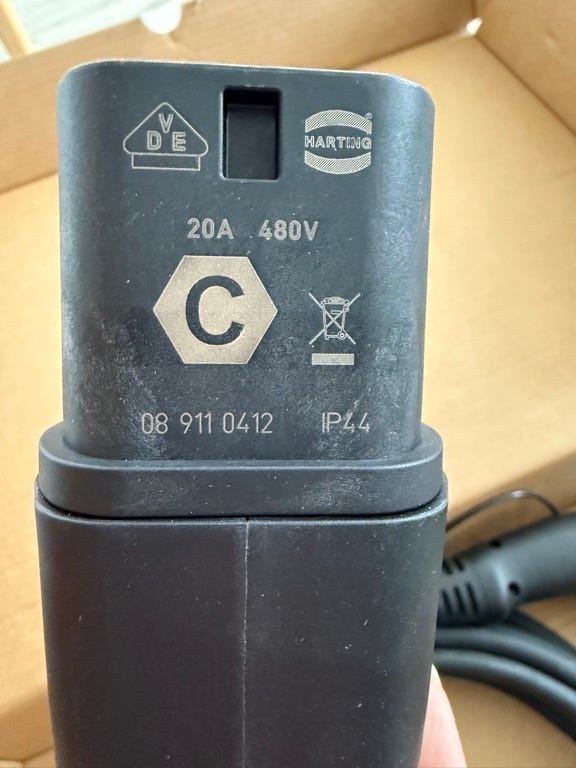 VDE
HARTING
20A 480V
C
08 911 0412 IP44